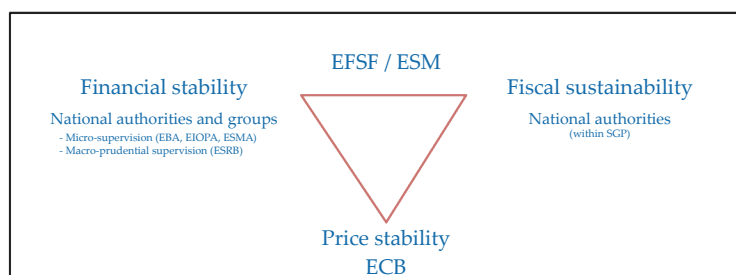 EFSF / ESM
Financial stability
National authorities and groups
- Micro-supervision (EBA, EIOPA, ESMA)
- Macro-prudential supervision (ESRB)
Fiscal sustainability
National authorities
(within SGP)
Price stability
ECB